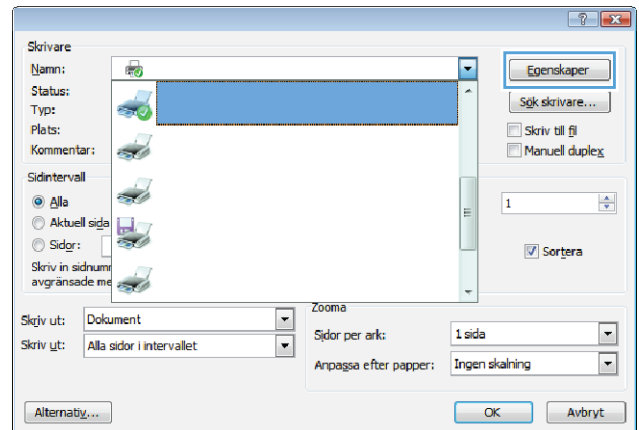 Skrivare
Namn:
Egenskaper
Status:
Typ:
Sök skrivare...
Plats:
Skriv till fil
Kommentar:
Manuell duplex
Sidintervall
Alla
1
Aktuell sida
Sidor:
Sortera
Skriv in sidnumr
avgränsade me
Zooma
Skriv ut: Dokument
Sidor per ark: 1 sida
Skriv ut: Alla sidor i intervallet
Anpassa efter papper: Ingen skalning
Alternativ...
OK Avbryt